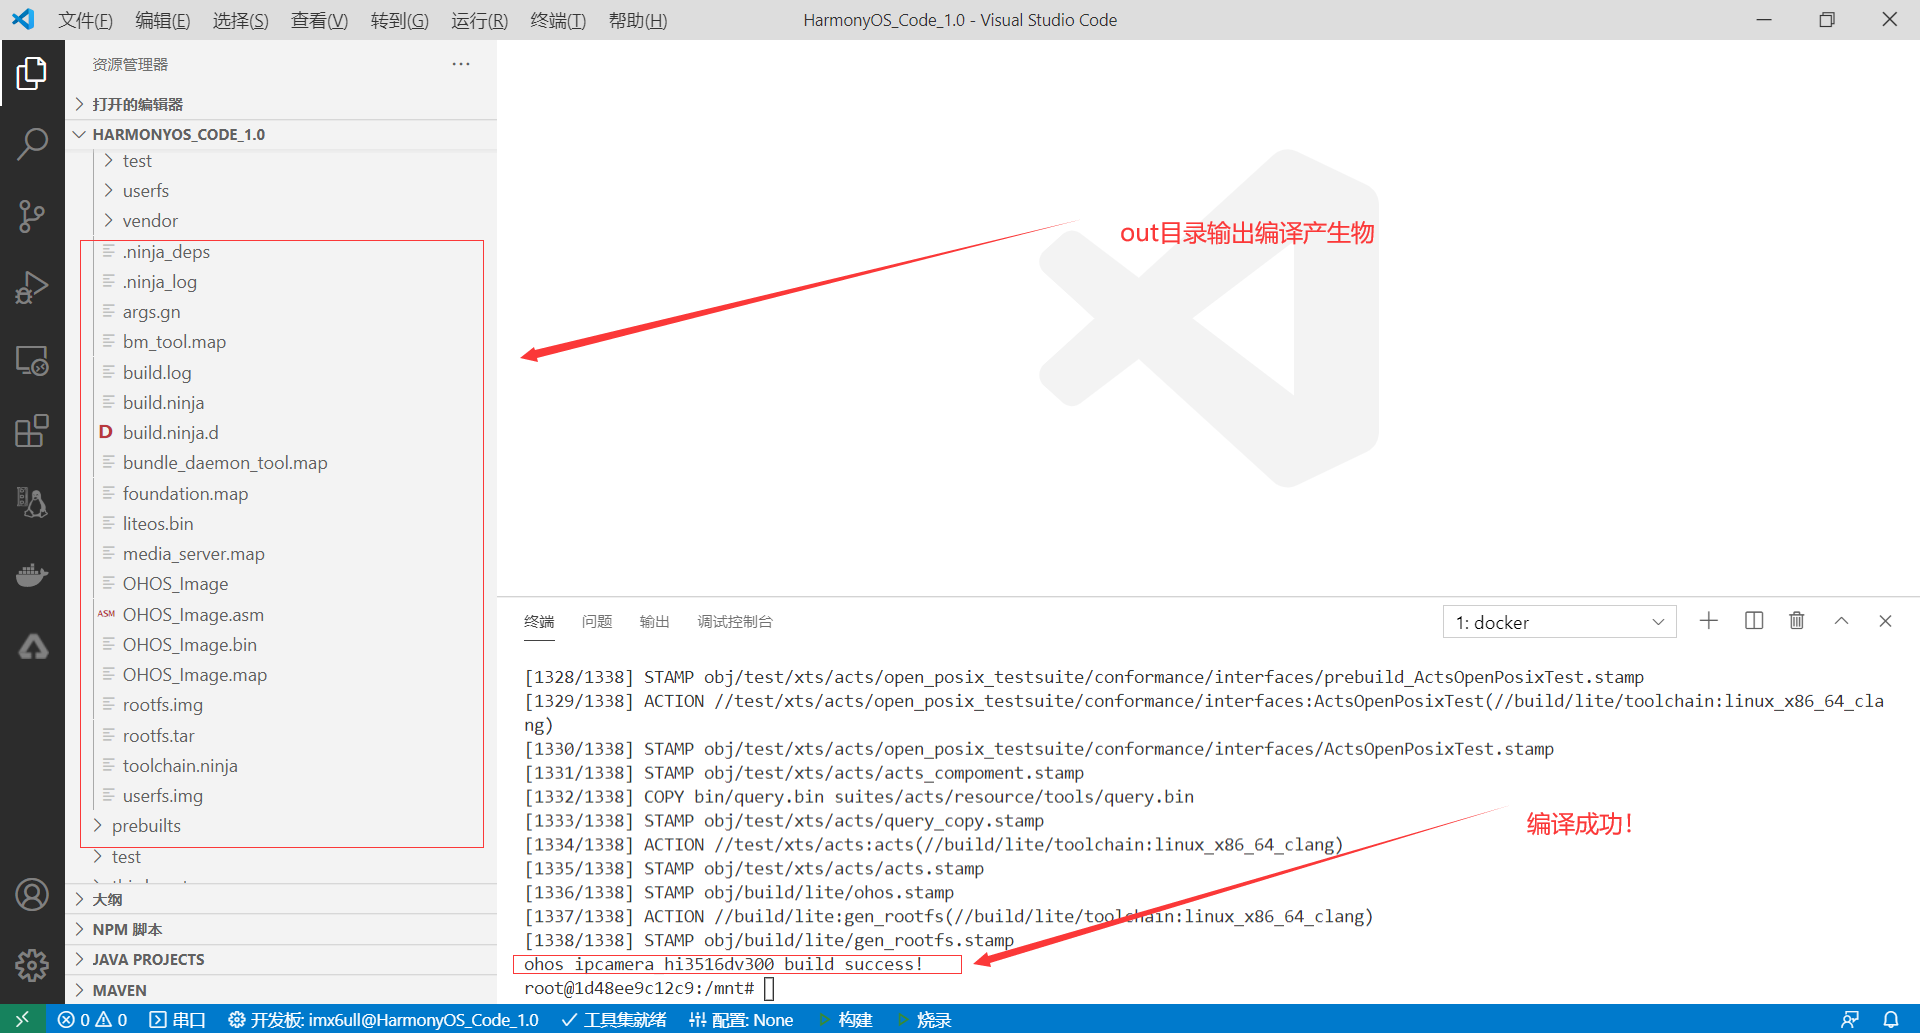 文件(F) 编辑(E) 选择(S) 查看(V) 转到(G) 运行(R) 终端(T) 帮助(H) HarmonyOS_Code_1.0 - Visual Studio Code
资源管理器
打开的编辑器
HARMONYOS_CODE_1.0
test
userfs
vendor
.ninja_deps
.ninja_log
args.gn
bm_tool.map
build.log
build.ninja
D build.ninja.d
bundle_daemon_tool.map
foundation.map
liteos.bin
media_server.map
OHOS_Image
ASM OHOS_Image.asm
OHOS_Image.bin
OHOS_Image.map
rootfs.img
rootfs.tar
toolchain.ninja
userfs.img
prebuilts
test
大纲
NPM 脚本
JAVA PROJECTS
MAVEN
out目录输出编译产生物
终端 问题 输出 调试控制台 1: docker
[1328/1338] STAMP obj/test/xts/acts/open_posix_testsuite/conformance/interfaces/prebuild_ActsOpenPosixTest.stamp
[1329/1338] ACTION //test/xts/acts/open_posix_testsuite/conformance/interfaces:ActsOpenPosixTest(//build/lite/toolchain:linux_x86_64_cla
ng)
[1330/1338] STAMP obj/test/xts/acts/open_posix_testsuite/conformance/interfaces/ActsOpenPosixTest.stamp
[1331/1338] STAMP obj/test/xts/acts/acts_compoment.stamp
[1332/1338] COPY bin/query.bin suites/acts/resource/tools/query.bin
[1333/1338] STAMP obj/test/xts/acts/query_copy.stamp
[1334/1338] ACTION //test/xts/acts:acts(//build/lite/toolchain:linux_x86_64_clang)
[1335/1338] STAMP obj/test/xts/acts/acts.stamp
[1336/1338] STAMP obj/build/lite/ohos.stamp
[1337/1338] ACTION //build/lite:gen_rootfs(//build/lite/toolchain:linux_x86_64_clang)
[1338/1338] STAMP obj/build/lite/gen_rootfs.stamp
ohos ipcamera hi3516dv300 build success!
root@1d48ee9c12c9:/mnt#
编译成功！
0 0 串口 开发板: imx6ull@HarmonyOS_Code_1.0 工具集就绪 配置: None 构建 烧录